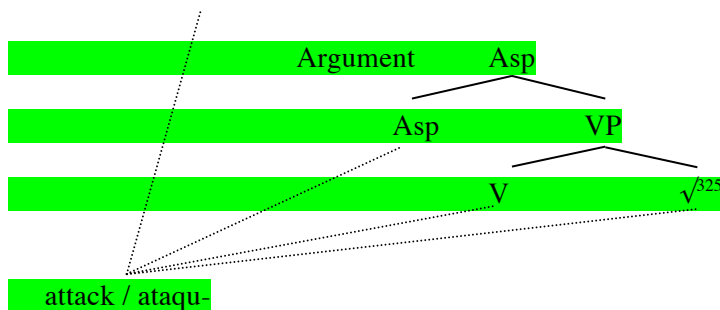 Argument Asp
Asp VP
V √325
attack / ataqu-